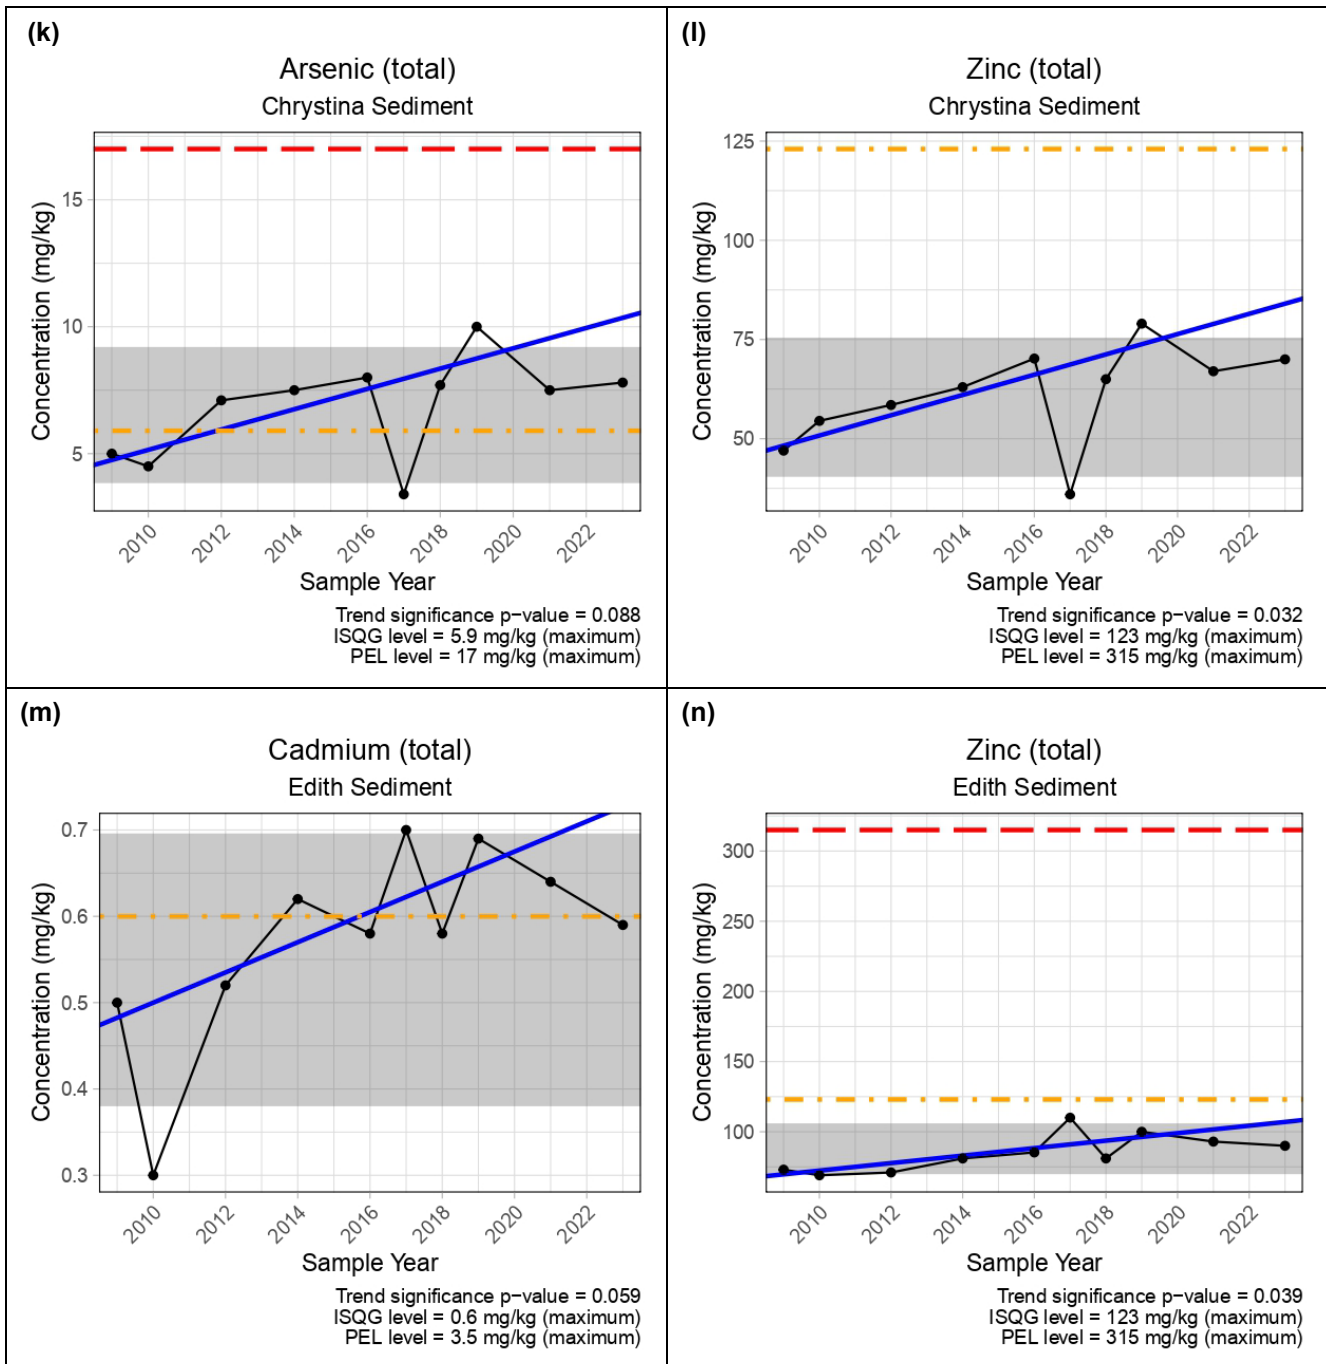 (k)
Arsenic (total)
Chrystina Sediment
Concentration (mg/kg)
15
10
5
2010
2012
2014
2016
2018
2020
2022
Sample Year
Trend significance p−value = 0.088
ISQG level = 5.9 mg/kg (maximum)
PEL level = 17 mg/kg (maximum)
(l)
Zinc (total)
Chrystina Sediment
Concentration (mg/kg)
125
100
75
50
2010
2012
2014
2016
2018
2020
2022
Sample Year
Trend significance p−value = 0.032
ISQG level = 123 mg/kg (maximum)
PEL level = 315 mg/kg (maximum)
(m)
Cadmium (total)
Edith Sediment
Concentration (mg/kg)
0.7
0.6
0.5
0.4
0.3
2010
2012
2014
2016
2018
2020
2022
Sample Year
Trend significance p−value = 0.059
ISQG level = 0.6 mg/kg (maximum)
PEL level = 3.5 mg/kg (maximum)
(n)
Zinc (total)
Edith Sediment
Concentration (mg/kg)
300
250
200
150
100
2010
2012
2014
2016
2018
2020
2022
Sample Year
Trend significance p−value = 0.039
ISQG level = 123 mg/kg (maximum)
PEL level = 315 mg/kg (maximum)